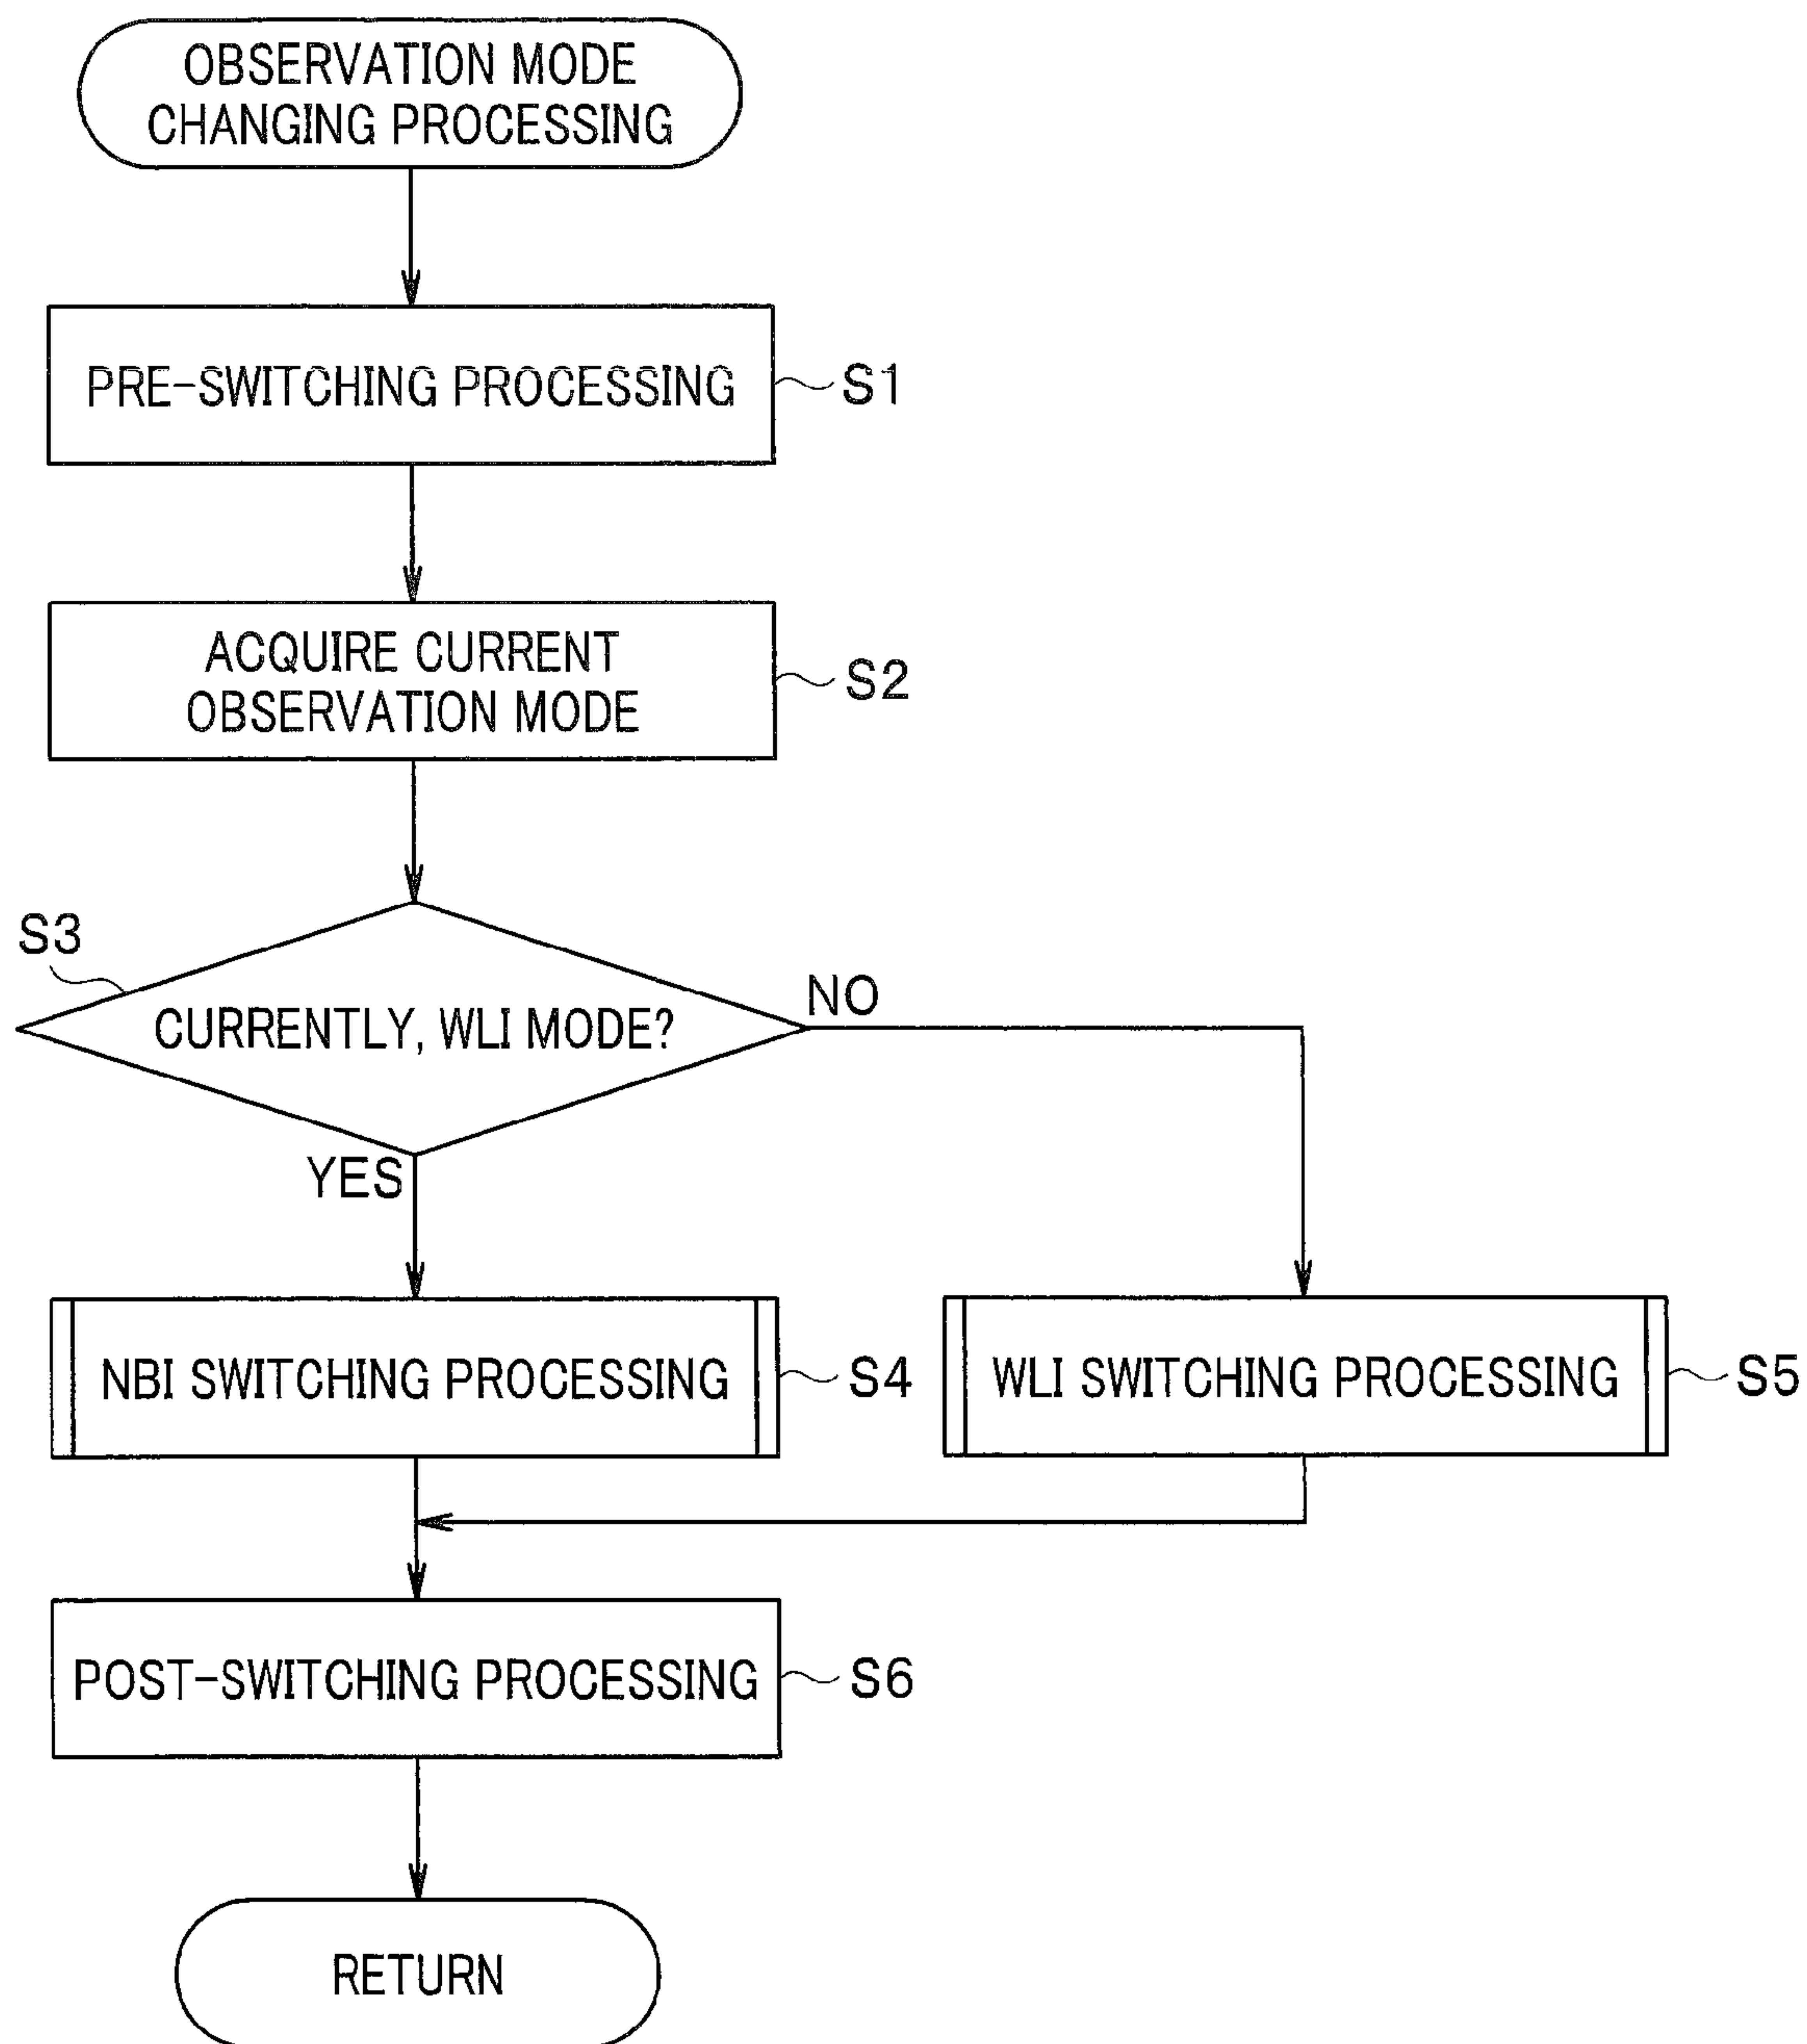 OBSERVATION MODE
CHANGING PROCESSING
PRE-SWITCHING PROCESSING
S1
ACQUIRE CURRENT
OBSERVATION MODE
S2
S3
CURRENTLY, WLI MODE?
NO
YES
NBI SWITCHING PROCESSING
S4
WLI SWITCHING PROCESSING
S5
POST-SWITCHING PROCESSING
S6
RETURN